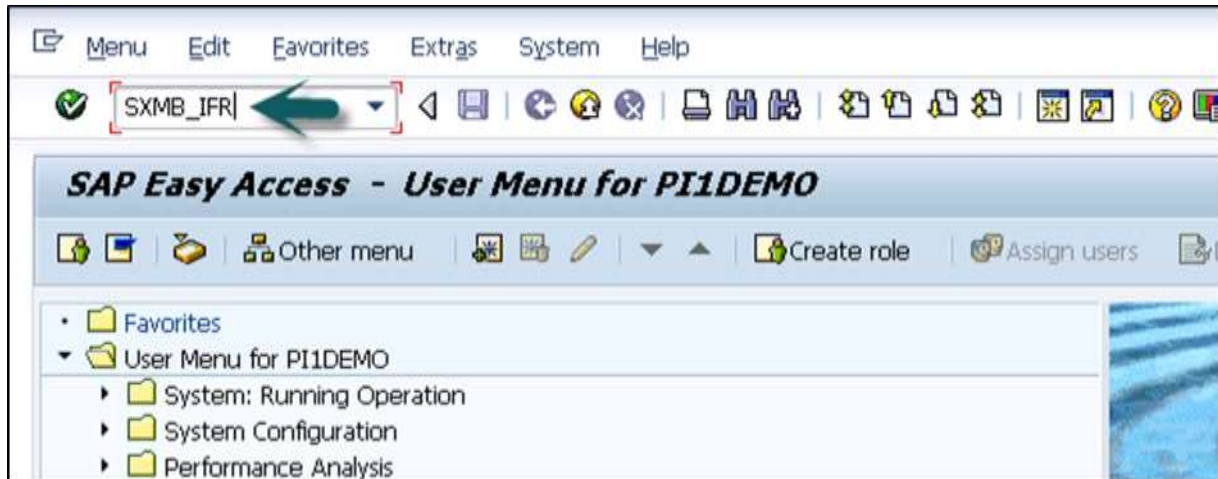 Menu Edit Favorites Extras System Help
SXMB_IFR
SAP Easy Access - User Menu for PI1DEMO
Other menu Create role Assign users
Favorites
User Menu for PI1DEMO
System: Running Operation
System Configuration
Performance Analysis